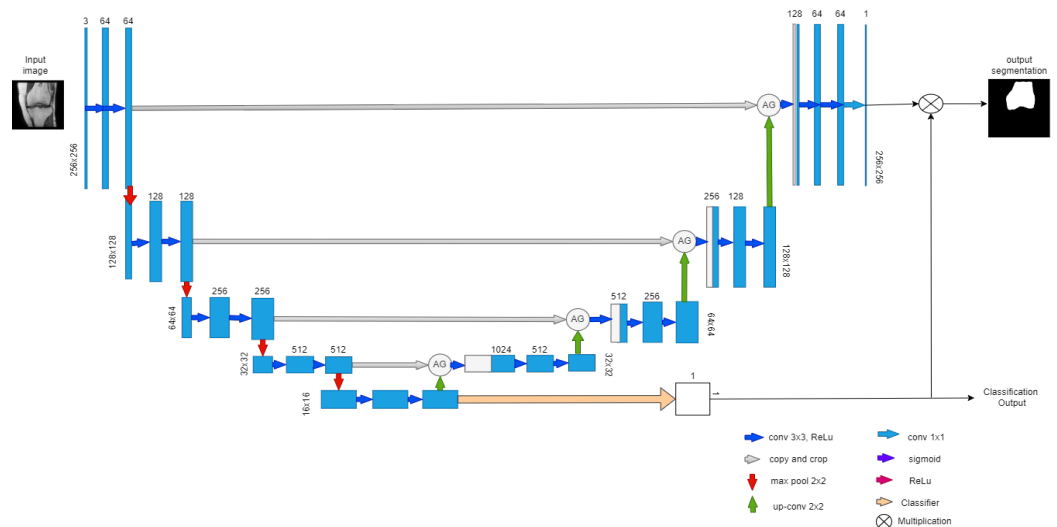 3
64
64
128
64
64
1
Input
image
output
segmentation
AG
256x256
256x256
128
128
256
128
AG
128x128
128x128
256
256
512
256
AG
64x64
64x64
512
512
1024
512
AG
32x32
32x32
16x16
1
1
Classification
Output
conv 3x3, ReLu
conv 1x1
copy and crop
sigmoid
max pool 2x2
ReLu
up-conv 2x2
Classifier
Multiplication